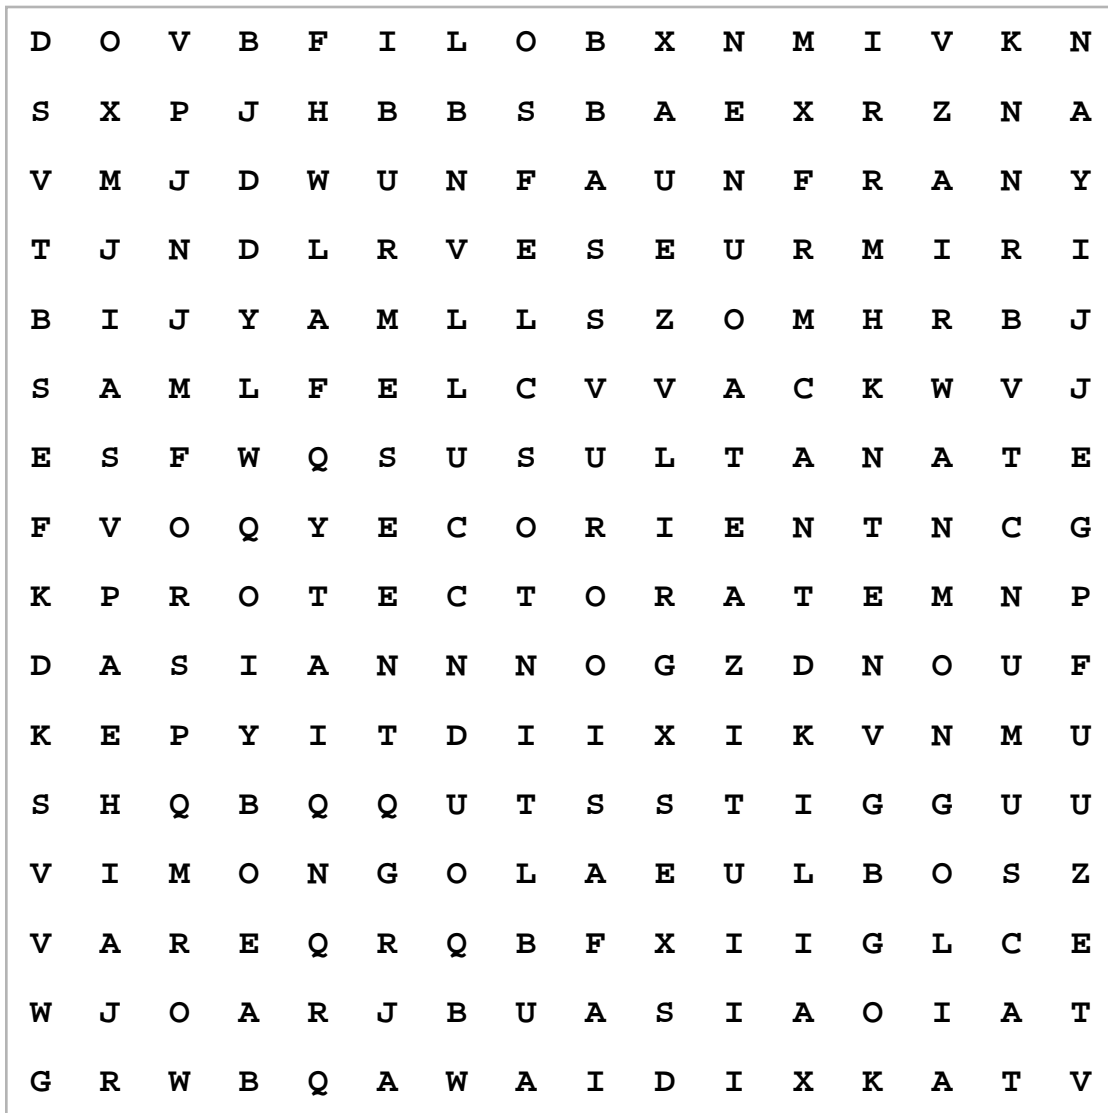 D O V B F I L O B X N M I V K N
S X P J H B B S B A E X R Z N A
V M J D W U N F A U N F R A N Y
T J N D L R V E S E U R M I R I
B I J Y A M L L S Z O M H R B J
S A M L F E L C V V A C K W V J
E S F W Q S U S U L T A N A T E
F V O Q Y E C O R I E N T N C G
K P R O T E C T O R A T E M N P
D A S I A N N N O G Z D N O U F
K E P Y I T D I I X I K V N M U
S H Q B Q Q U T S S T I G G U U
V I M O N G O L A E U L B O S Z
V A R E Q R Q B F X I I G L C E
W J O A R J B U A S I A O I A T
G R W B Q A W A I D I X K A T V